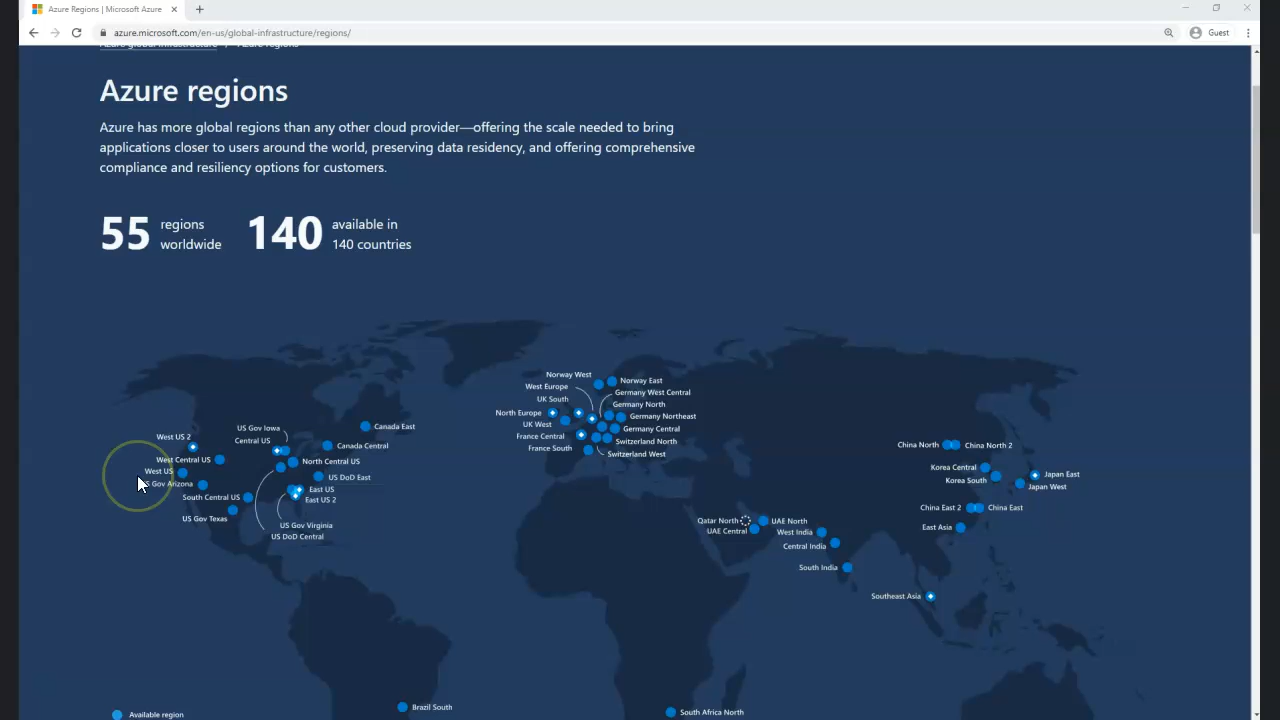 Azure Regions | Microsoft Azure
azure.microsoft.com/en-us/global-infrastructure/regions/
Guest
Azure global infrastructure / Azure regions
Azure regions
Azure has more global regions than any other cloud provider—offering the scale needed to bring
applications closer to users around the world, preserving data residency, and offering comprehensive
compliance and resiliency options for customers.
55 regions worldwide
140 available in 140 countries
Norway West
Norway East
West Europe
Germany West Central
UK South
Germany North
North Europe
Germany Northeast
UK West
Germany Central
France Central
Switzerland North
France South
Switzerland West
Canada East
US Gov Iowa
West US 2
Central US
Canada Central
West Central US
North Central US
West US
US DoD East
Gov Arizona
East US
South Central US
East US 2
US Gov Texas
US Gov Virginia
US DoD Central
China North
China North 2
Korea Central
Japan East
Korea South
Japan West
China East 2
China East
East Asia
Qatar North
UAE North
UAE Central
West India
Central India
South India
Southeast Asia
Brazil South
South Africa North
Available region